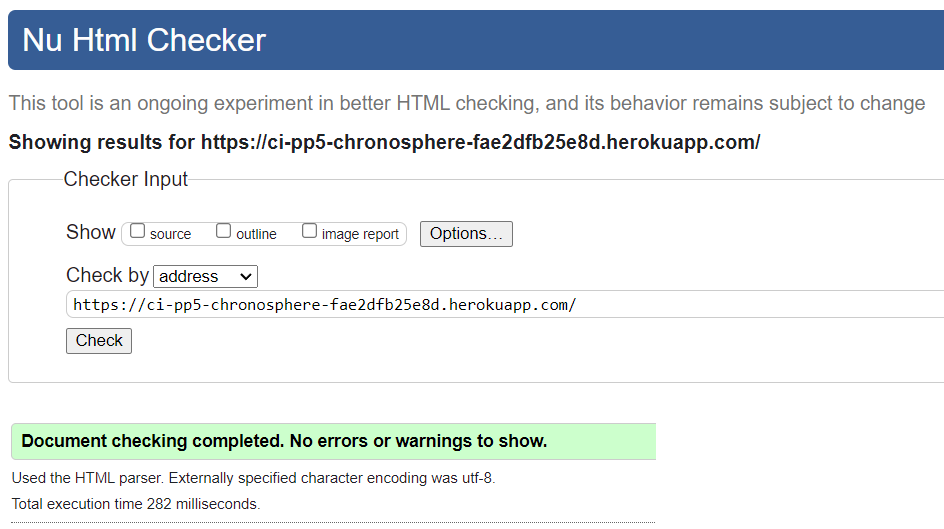 Nu Html Checker
This tool is an ongoing experiment in better HTML checking, and its behavior remains subject to change
Showing results for https://ci-pp5-chronosphere-fae2dfb25e8d.herokuapp.com/
Checker Input
Show source outline image report Options...
Check by address
https://ci-pp5-chronosphere-fae2dfb25e8d.herokuapp.com/
Check
Document checking completed. No errors or warnings to show.
Used the HTML parser. Externally specified character encoding was utf-8.
Total execution time 282 milliseconds.